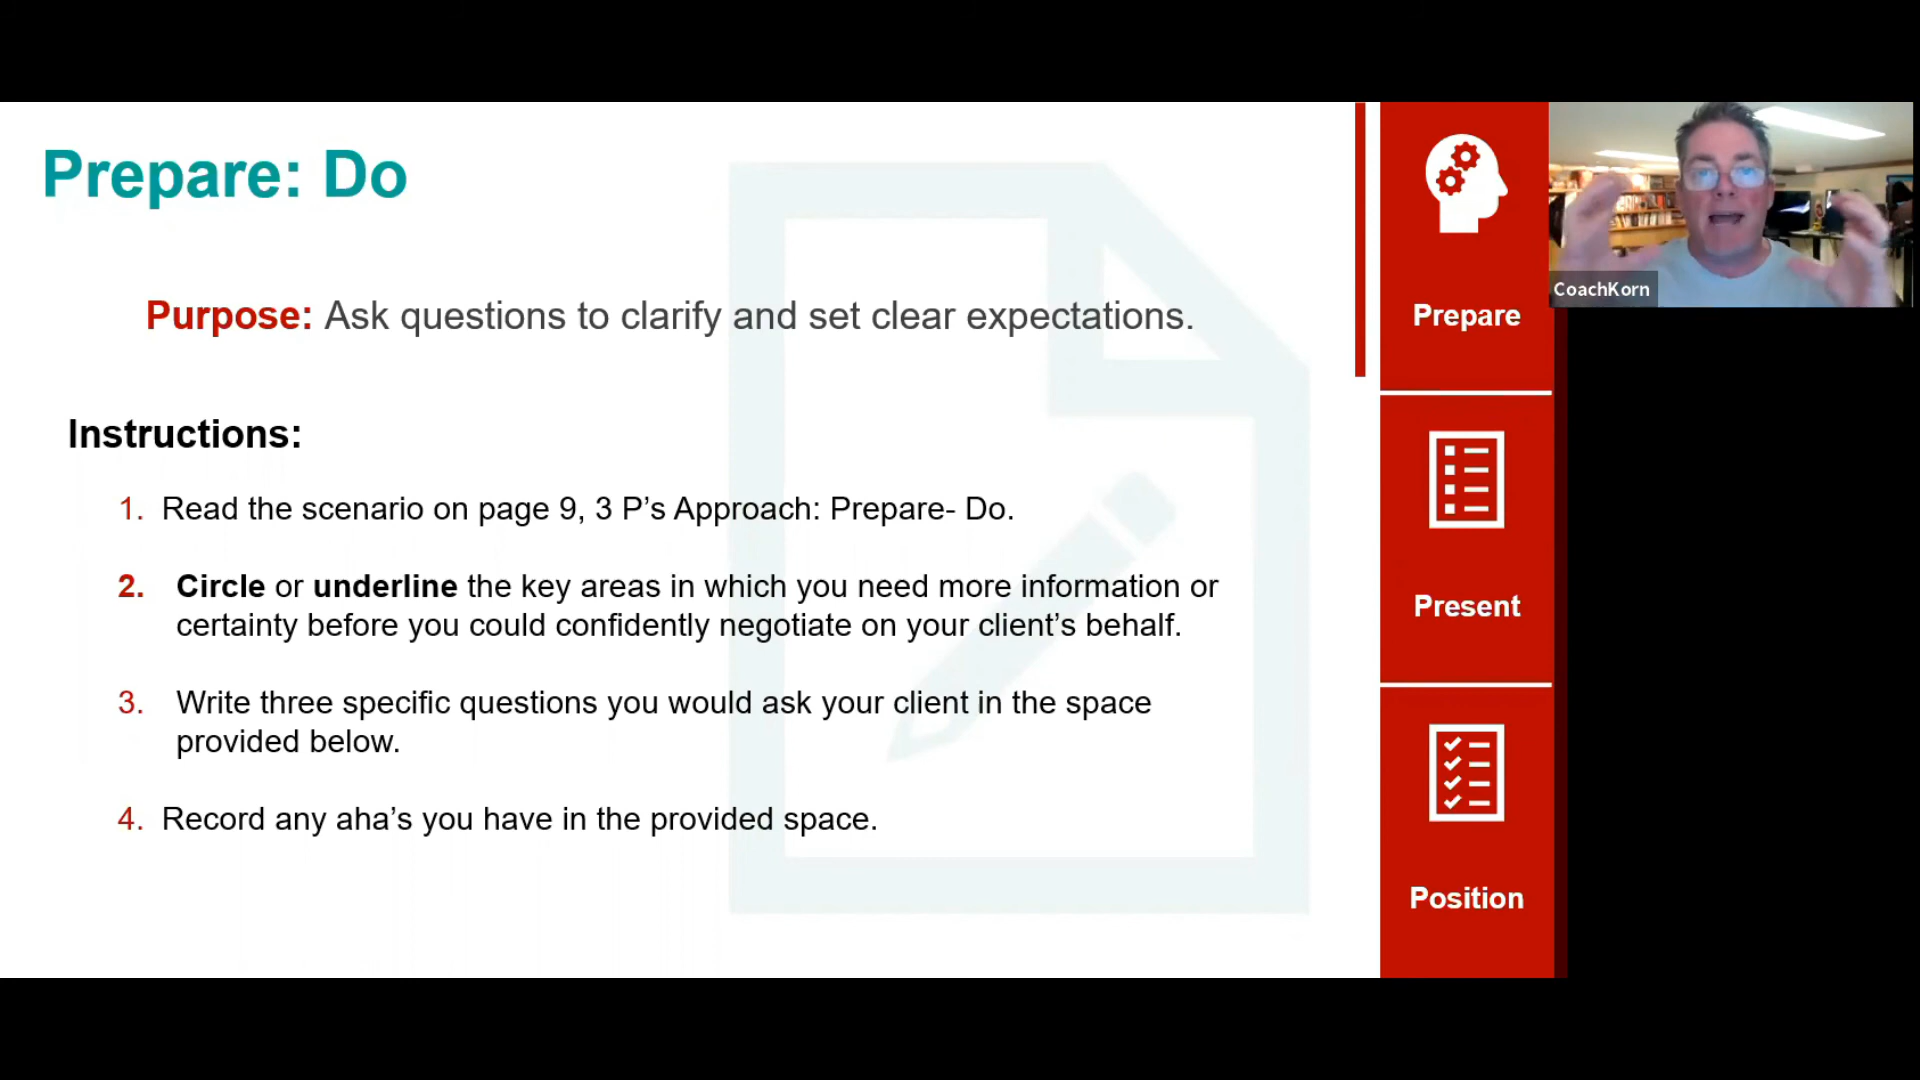 Prepare: Do
Purpose: Ask questions to clarify and set clear expectations.
Instructions:
1. Read the scenario on page 9, 3 P’s Approach: Prepare- Do.
2. Circle or underline the key areas in which you need more information or
certainty before you could confidently negotiate on your client’s behalf.
3. Write three specific questions you would ask your client in the space
provided below.
4. Record any aha’s you have in the provided space.
Prepare
Present
Position
CoachKorn